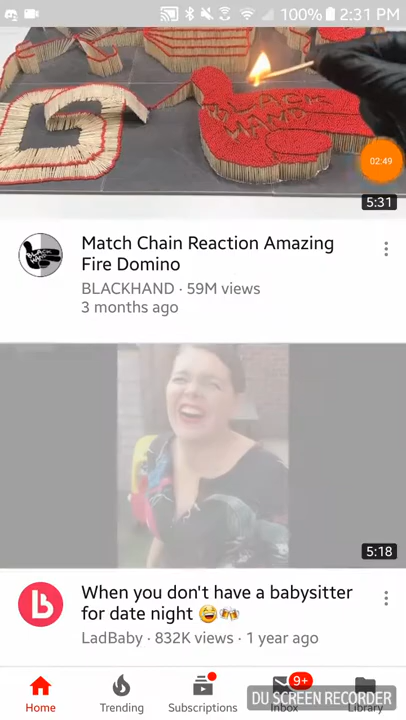 100% 2:31 PM
BLACK
HAND
02:49
5:31
Match Chain Reaction Amazing
Fire Domino
BLACKHAND · 59M views
3 months ago
5:18
When you don't have a babysitter
for date night 😂🍻
LadBaby · 832K views · 1 year ago
9+
Home
Trending
Subscriptions
Inbox
Library
DU SCREEN RECORDER